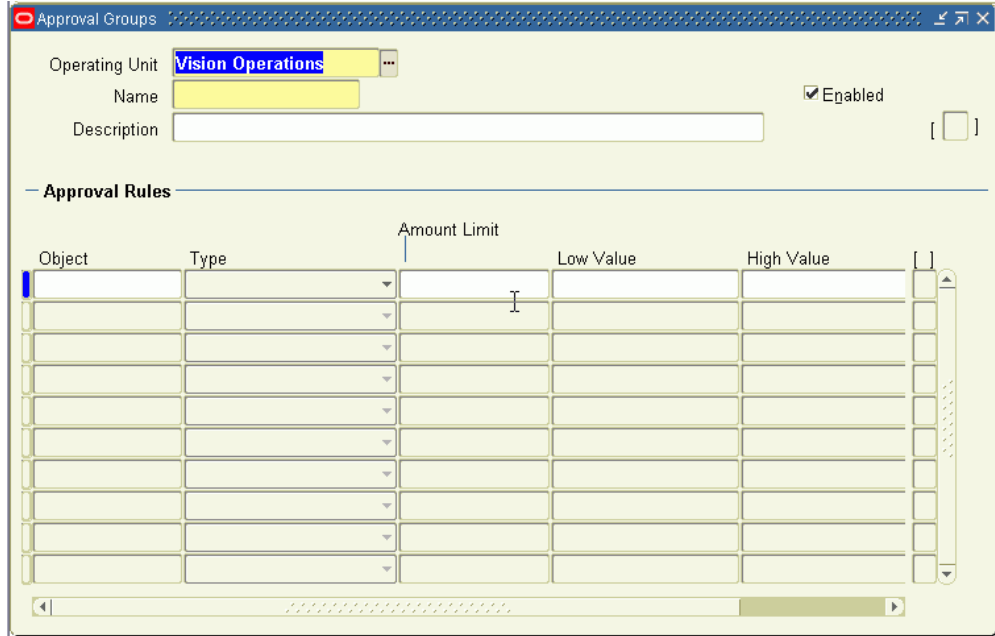 Approval Groups
Operating Unit Vision Operations ...
Name
Enabled
Description
[ ]
Approval Rules
Amount Limit
Object Type Low Value High Value [ ]